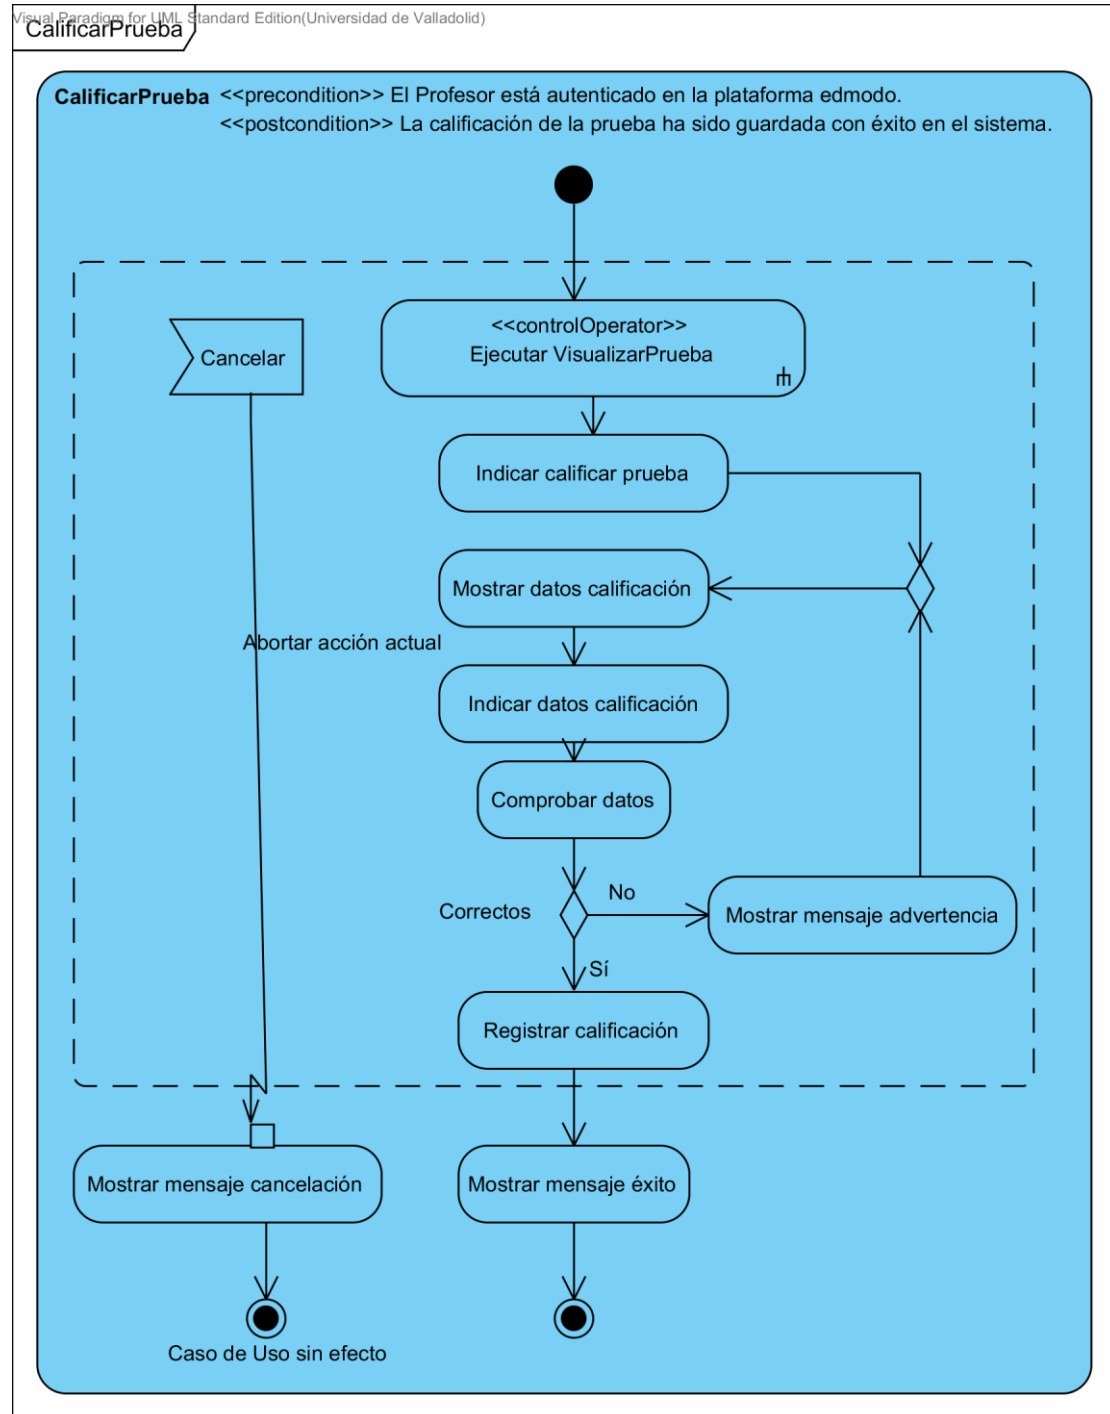 Visual Paradigm for UML Standard Edition(Universidad de Valladolid)
CalificarPrueba
CalificarPrueba <<precondition>> El Profesor está autenticado en la plataforma edmodo.
<<postcondition>> La calificación de la prueba ha sido guardada con éxito en el sistema.
<<controlOperator>>
Ejecutar VisualizarPrueba
Cancelar
Indicar calificar prueba
Mostrar datos calificación
Abortar acción actual
Indicar datos calificación
Comprobar datos
No
Correctos
Mostrar mensaje advertencia
Sí
Registrar calificación
Mostrar mensaje cancelación
Mostrar mensaje éxito
Caso de Uso sin efecto